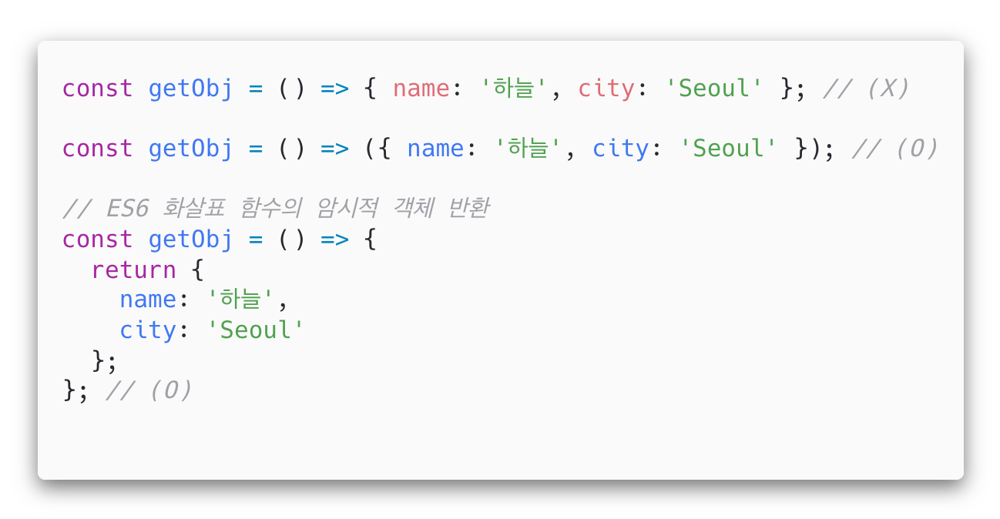 const getObj = () => { name: '하늘', city: 'Seoul' }; // (X)
const getObj = () => ({ name: '하늘', city: 'Seoul' }); // (O)
// ES6 화살표 함수의 암시적 객체 반환
const getObj = () => {
  return {
    name: '하늘',
    city: 'Seoul'
  };
}; // (O)